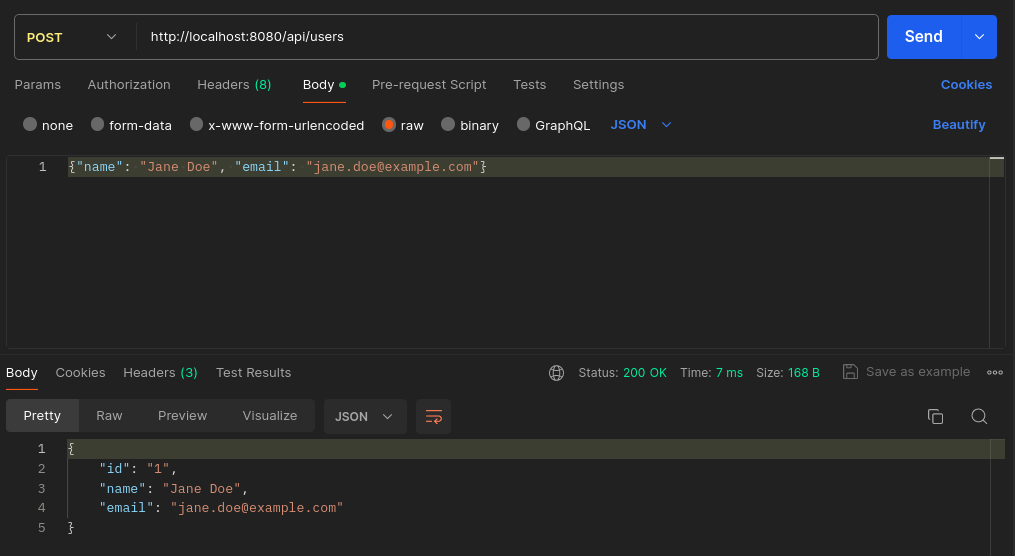 POST http://localhost:8080/api/users Send
Params Authorization Headers (8) Body Pre-request Script Tests Settings Cookies
none form-data x-www-form-urlencoded raw binary GraphQL JSON Beautify
1 {"name": "Jane Doe", "email": "jane.doe@example.com"}
Body Cookies Headers (3) Test Results Status: 200 OK Time: 7 ms Size: 168 B Save as example
Pretty Raw Preview Visualize JSON
1 {
2 "id": "1",
3 "name": "Jane Doe",
4 "email": "jane.doe@example.com"
5 }